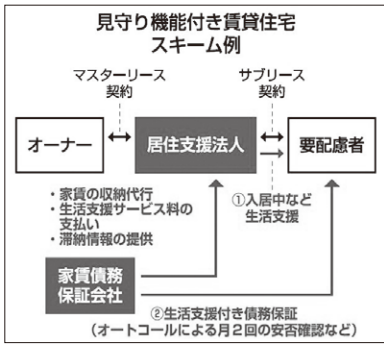 見守り機能付き賃貸住宅
スキーム例
マスターリース
契約
サブリース
契約
オーナー
居住支援法人
要配慮者
・家賃の収納代行
・生活支援サービス料の
支払い
・滞納情報の提供
①入居中など
生活支援
家賃債務
保証会社
②生活支援付き債務保証
（オートコールによる月２回の安否確認など）